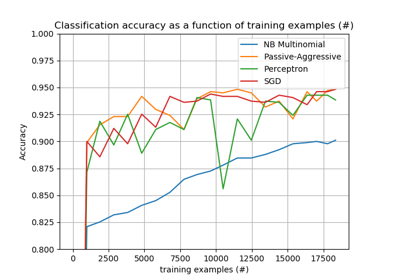 Classification accuracy as a function of training examples (#)
1.000
0.975
0.950
0.925
0.900
0.875
0.850
0.825
0.800
Accuracy
NB Multinomial
Passive-Aggressive
Perceptron
SGD
0 2500 5000 7500 10000 12500 15000 17500
training examples (#)